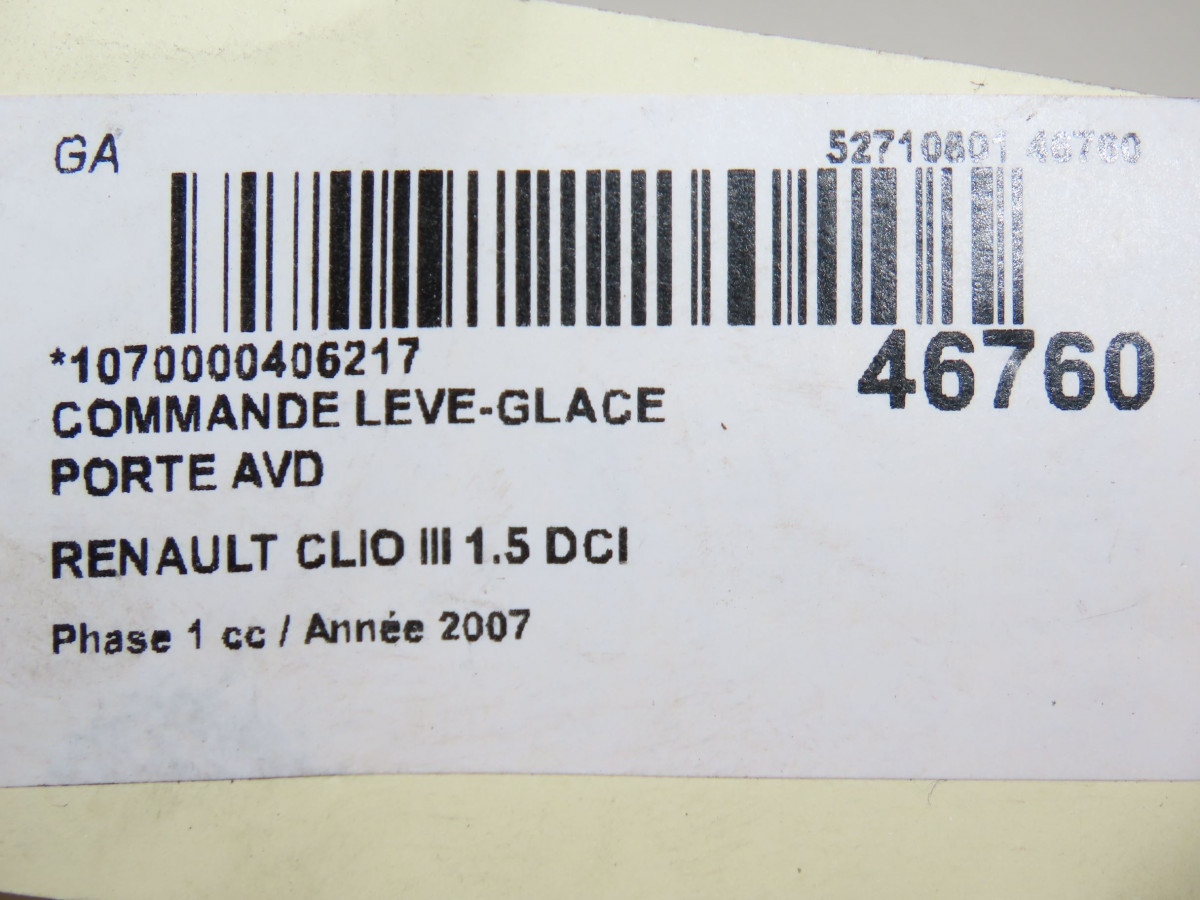 GA
52710601 46760
*1070000406217
46760
COMMANDE LEVE-GLACE
PORTE AVD
RENAULT CLIO III 1.5 DCI
Phase 1 cc / Année 2007